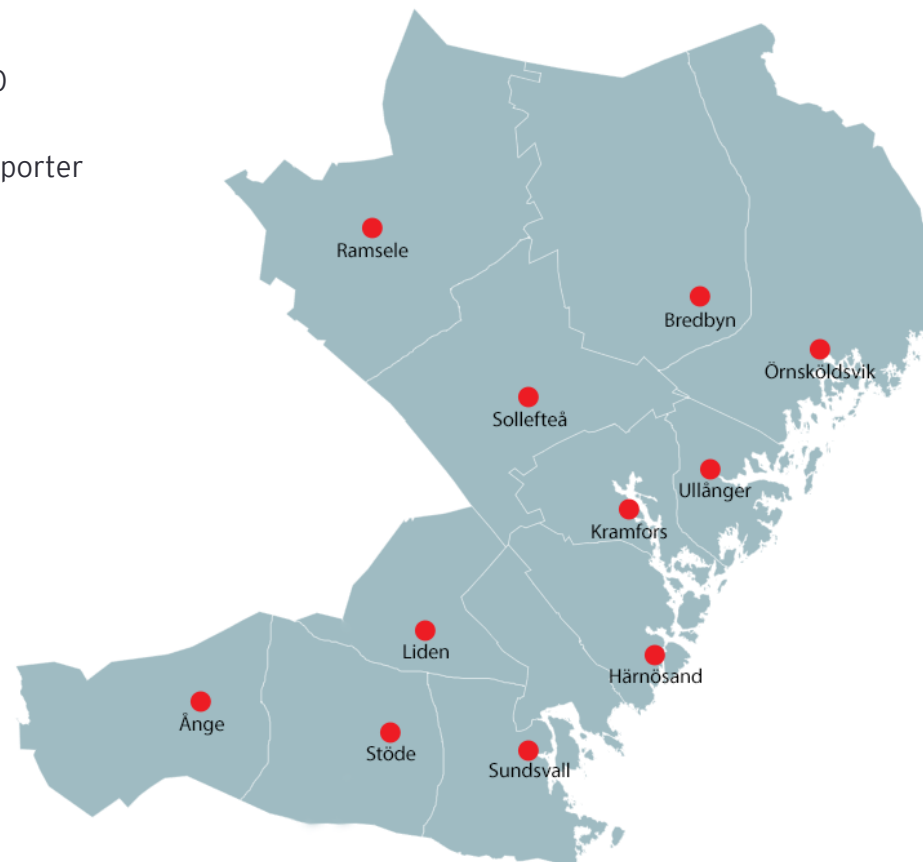 porter
Ramsele
Bredbyn
Örnsköldsvik
Sollefteå
Ullånger
Kramfors
Liden
Härnösand
Ånge
Stöde
Sundsvall